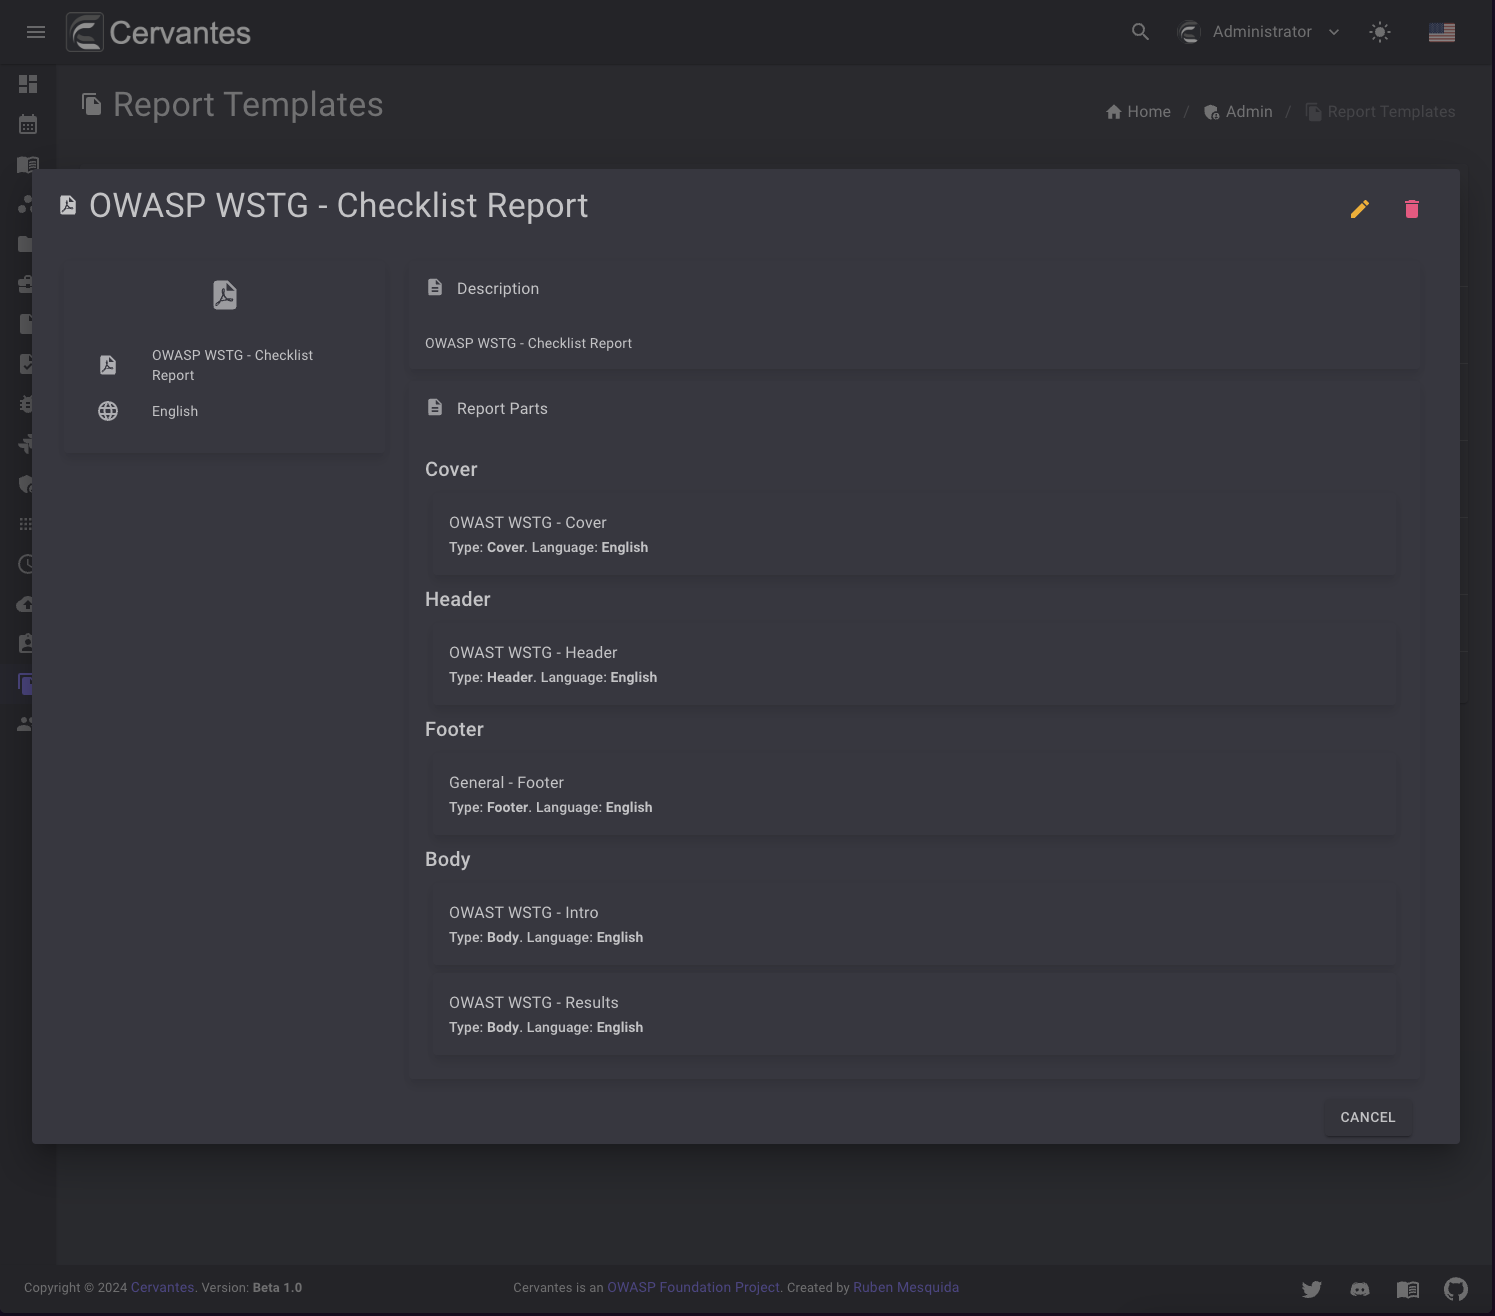 Cervantes
Administrator
Report Templates
Home / Admin / Report Templates
OWASP WSTG - Checklist Report
OWASP WSTG - Checklist
Report
English
Description
OWASP WSTG - Checklist Report
Report Parts
Cover
OWAST WSTG - Cover
Type: Cover. Language: English
Header
OWAST WSTG - Header
Type: Header. Language: English
Footer
General - Footer
Type: Footer. Language: English
Body
OWAST WSTG - Intro
Type: Body. Language: English
OWAST WSTG - Results
Type: Body. Language: English
CANCEL
Copyright © 2024 Cervantes. Version: Beta 1.0
Cervantes is an OWASP Foundation Project. Created by Ruben Mesquida